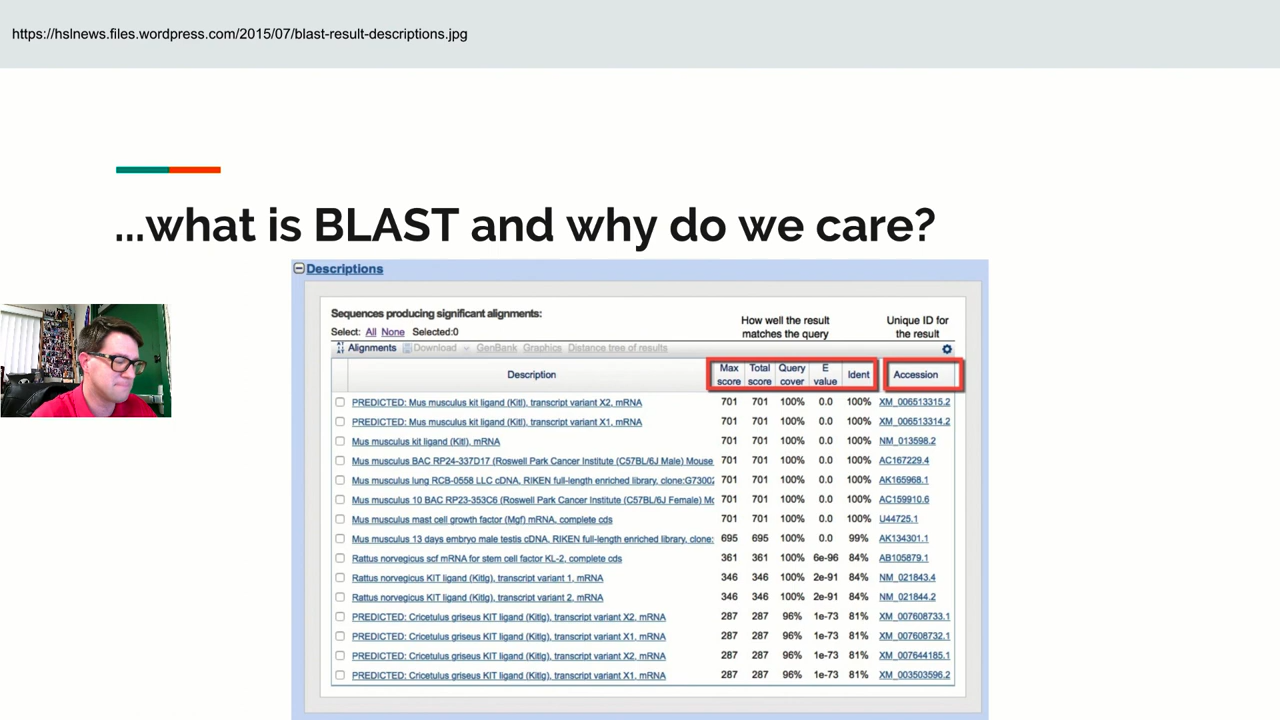 https://hslnews.files.wordpress.com/2015/07/blast-result-descriptions.jpg
...what is BLAST and why do we care?
Descriptions
Sequences producing significant alignments:
How well the result matches the query
Unique ID for the result
Select: All None Selected:0
Alignments Download GenBank Graphics Distance tree of results
Description Max score Total score Query cover E value Ident Accession
PREDICTED: Mus musculus kit ligand (Kitl), transcript variant X2, mRNA 701 701 100% 0.0 100% XM_006513315.2
PREDICTED: Mus musculus kit ligand (Kitl), transcript variant X1, mRNA 701 701 100% 0.0 100% XM_006513314.2
Mus musculus kit ligand (Kitl), mRNA 701 701 100% 0.0 100% NM_013598.2
Mus musculus BAC RP24-337D17 (Roswell Park Cancer Institute (C57BL/6J Male) Mouse 701 701 100% 0.0 100% AC167229.4
Mus musculus lung RCB-0558 LLC cDNA, RIKEN full-length enriched library, clone:G7300 701 701 100% 0.0 100% AK165968.1
Mus musculus 10 BAC RP23-353C6 (Roswell Park Cancer Institute (C57BL/6J Female) Mo 701 701 100% 0.0 100% AC159910.6
Mus musculus mast cell growth factor (Mgf) mRNA, complete cds 701 701 100% 0.0 100% U44725.1
Mus musculus 13 days embryo male testis cDNA, RIKEN full-length enriched library, clone: 695 695 100% 0.0 99% AK134301.1
Rattus norvegicus scf mRNA for stem cell factor KL-2, complete cds 361 361 100% 6e-96 84% AB105879.1
Rattus norvegicus KIT ligand (Kitlg), transcript variant 1, mRNA 346 346 100% 2e-91 84% NM_021843.4
Rattus norvegicus KIT ligand (Kitlg), transcript variant 2, mRNA 346 346 100% 2e-91 84% NM_021844.2
PREDICTED: Cricetulus griseus KIT ligand (Kitlg), transcript variant X2, mRNA 287 287 96% 1e-73 81% XM_007608733.1
PREDICTED: Cricetulus griseus KIT ligand (Kitlg), transcript variant X1, mRNA 287 287 96% 1e-73 81% XM_007608732.1
PREDICTED: Cricetulus griseus KIT ligand (Kitlg), transcript variant X2, mRNA 287 287 96% 1e-73 81% XM_007644185.1
PREDICTED: Cricetulus griseus KIT ligand (Kitlg), transcript variant X1, mRNA 287 287 96% 1e-73 81% XM_003503596.2